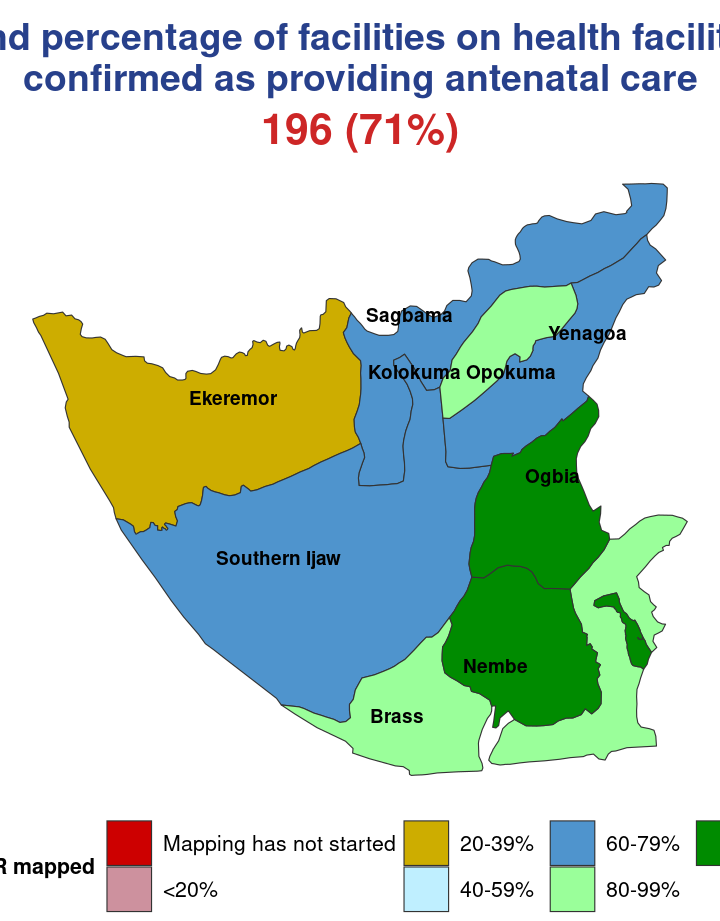 percentage of facilities on health
confirmed as providing antenatal care
196 (71%)
Sagbama
Yenagoa
Kolokuma Opokuma
Ekeremor
Ogbia
Southern Ijaw
Nembe
Brass
Mapping has not started
20-39%
60-79%
mapped
<20%
40-59%
80-99%